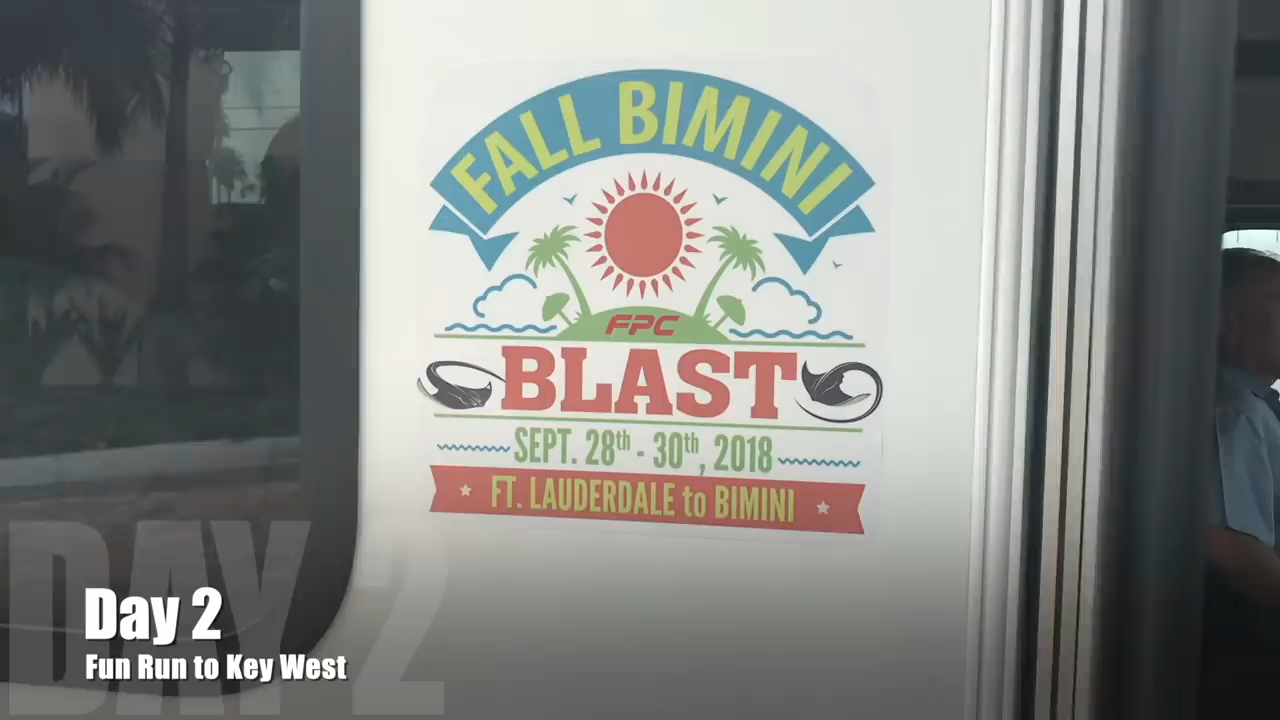 FALL BIMINI
FPC
BLAST
SEPT. 28th - 30th, 2018
FT. LAUDERDALE to BIMINI
DAY 2
Day 2
Fun Run to Key West